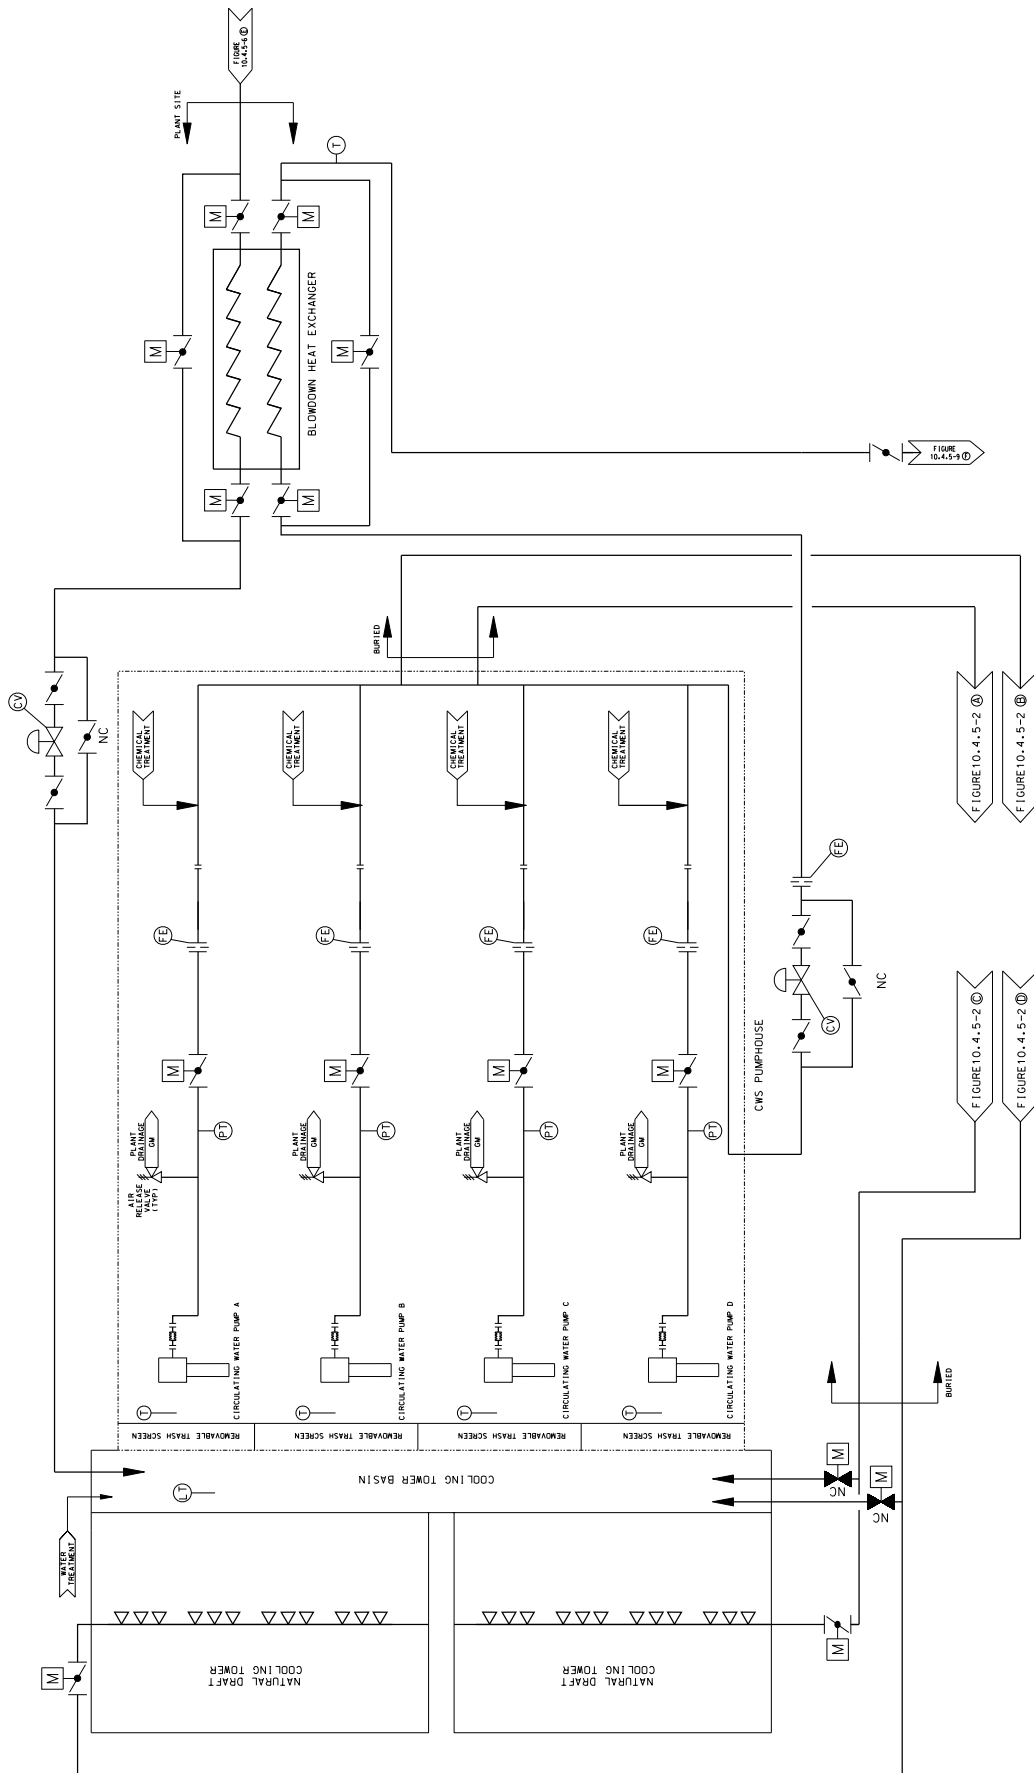 FIGURE
10.4.5-6 E
PLANT SITE
T
M
M
M
M
BLOWDOWN HEAT EXCHANGER
M
M
FIGURE
10.4.5-9 F
BURIED
CV
NC
CHEMICAL
TREATMENT
CHEMICAL
TREATMENT
CHEMICAL
TREATMENT
CHEMICAL
TREATMENT
FIGURE10.4.5-2 A
FIGURE10.4.5-2 B
FE
FE
FE
FE
FE
CV
NC
CWS PUMPHOUSE
FIGURE10.4.5-2 C
FIGURE10.4.5-2 D
M
M
M
M
PT
PT
PT
PT
PLANT
DRAINAGE
GM
PLANT
DRAINAGE
GM
PLANT
DRAINAGE
GM
PLANT
DRAINAGE
GM
AIR
RELEASE
VALVE
(TYP)
CIRCULATING WATER PUMP A
CIRCULATING WATER PUMP B
CIRCULATING WATER PUMP C
CIRCULATING WATER PUMP D
T
T
T
T
REMOVABLE TRASH SCREEN
REMOVABLE TRASH SCREEN
REMOVABLE TRASH SCREEN
REMOVABLE TRASH SCREEN
BURIED
COOLING TOWER BASIN
LT
M
NC
M
NC
WATER
TREATMENT
M
NATURAL DRAFT
COOLING TOWER
NATURAL DRAFT
COOLING TOWER
M